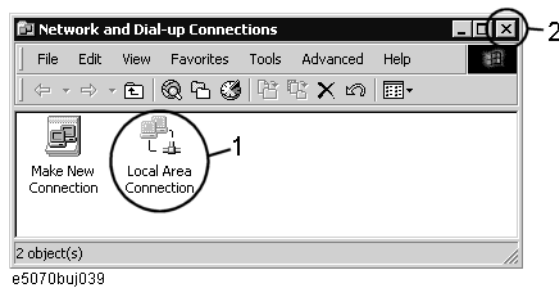 Network and Dial-up Connections
2
File Edit View Favorites Tools Advanced Help
1
Make New Connection
Local Area Connection
2 object(s)
e5070buj039